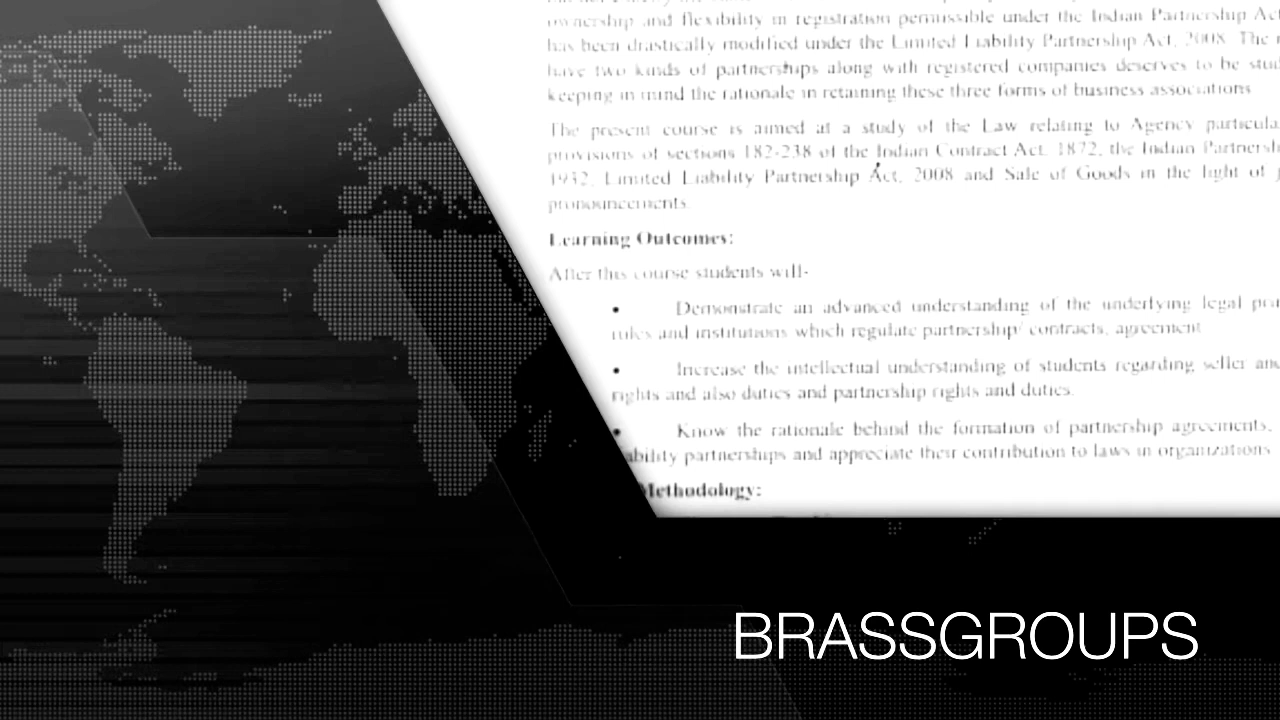 ownership and flexibility in registration permissible under the Indian Partnership Act
has been drastically modified under the Limited Liability Partnership Act, 2008. The
have two kinds of partnerships along with registered companies deserves to be
keeping in mind the rationale in retaining these three forms of business associations
The present course is aimed at a study of the Law relating to Agency
provisions of sections 182-238 of the Indian Contract Act, 1872, the Indian
1932, Limited Liability Partnership Act, 2008 and Sale of Goods in the light of
pronouncements.
Learning Outcomes:
After this course students will-
• Demonstrate an advanced understanding of the underlying legal
rules and institutions which regulate partnership/ contracts, agreement
• Increase the intellectual understanding of students regarding seller
rights and also duties and partnership rights and duties.
• Know the rationale behind the formation of partnership agreements,
ability partnerships and appreciate their contribution to laws in organizations
Methodology:
BRASSGROUPS